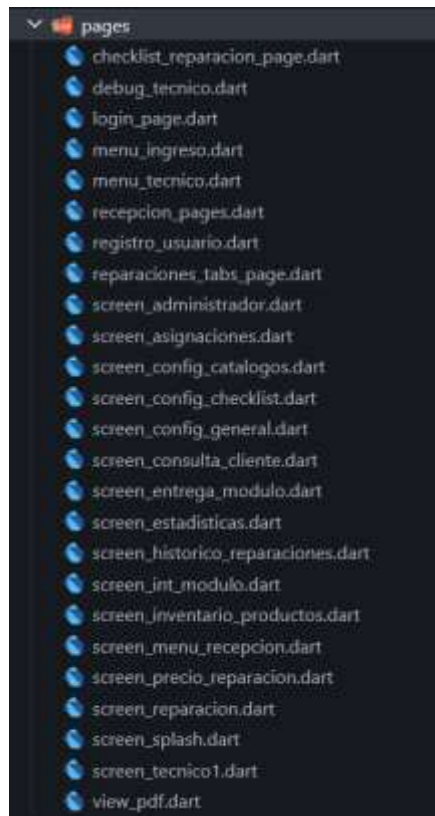 pages
checklist_reparacion_page.dart
debug_tecnico.dart
login_page.dart
menu_ingreso.dart
menu_tecnico.dart
recepcion_pages.dart
registro_usuario.dart
reparaciones_tabs_page.dart
screen_administrador.dart
screen_asignaciones.dart
screen_config_catalogos.dart
screen_config_checklist.dart
screen_config_general.dart
screen_consulta_cliente.dart
screen_entrega_modulo.dart
screen_estadisticas.dart
screen_historico_reparaciones.dart
screen_int_modulo.dart
screen_inventario_productos.dart
screen_menu_recepcion.dart
screen_precio_reparacion.dart
screen_reparacion.dart
screen_splash.dart
screen_tecnico1.dart
view_pdf.dart